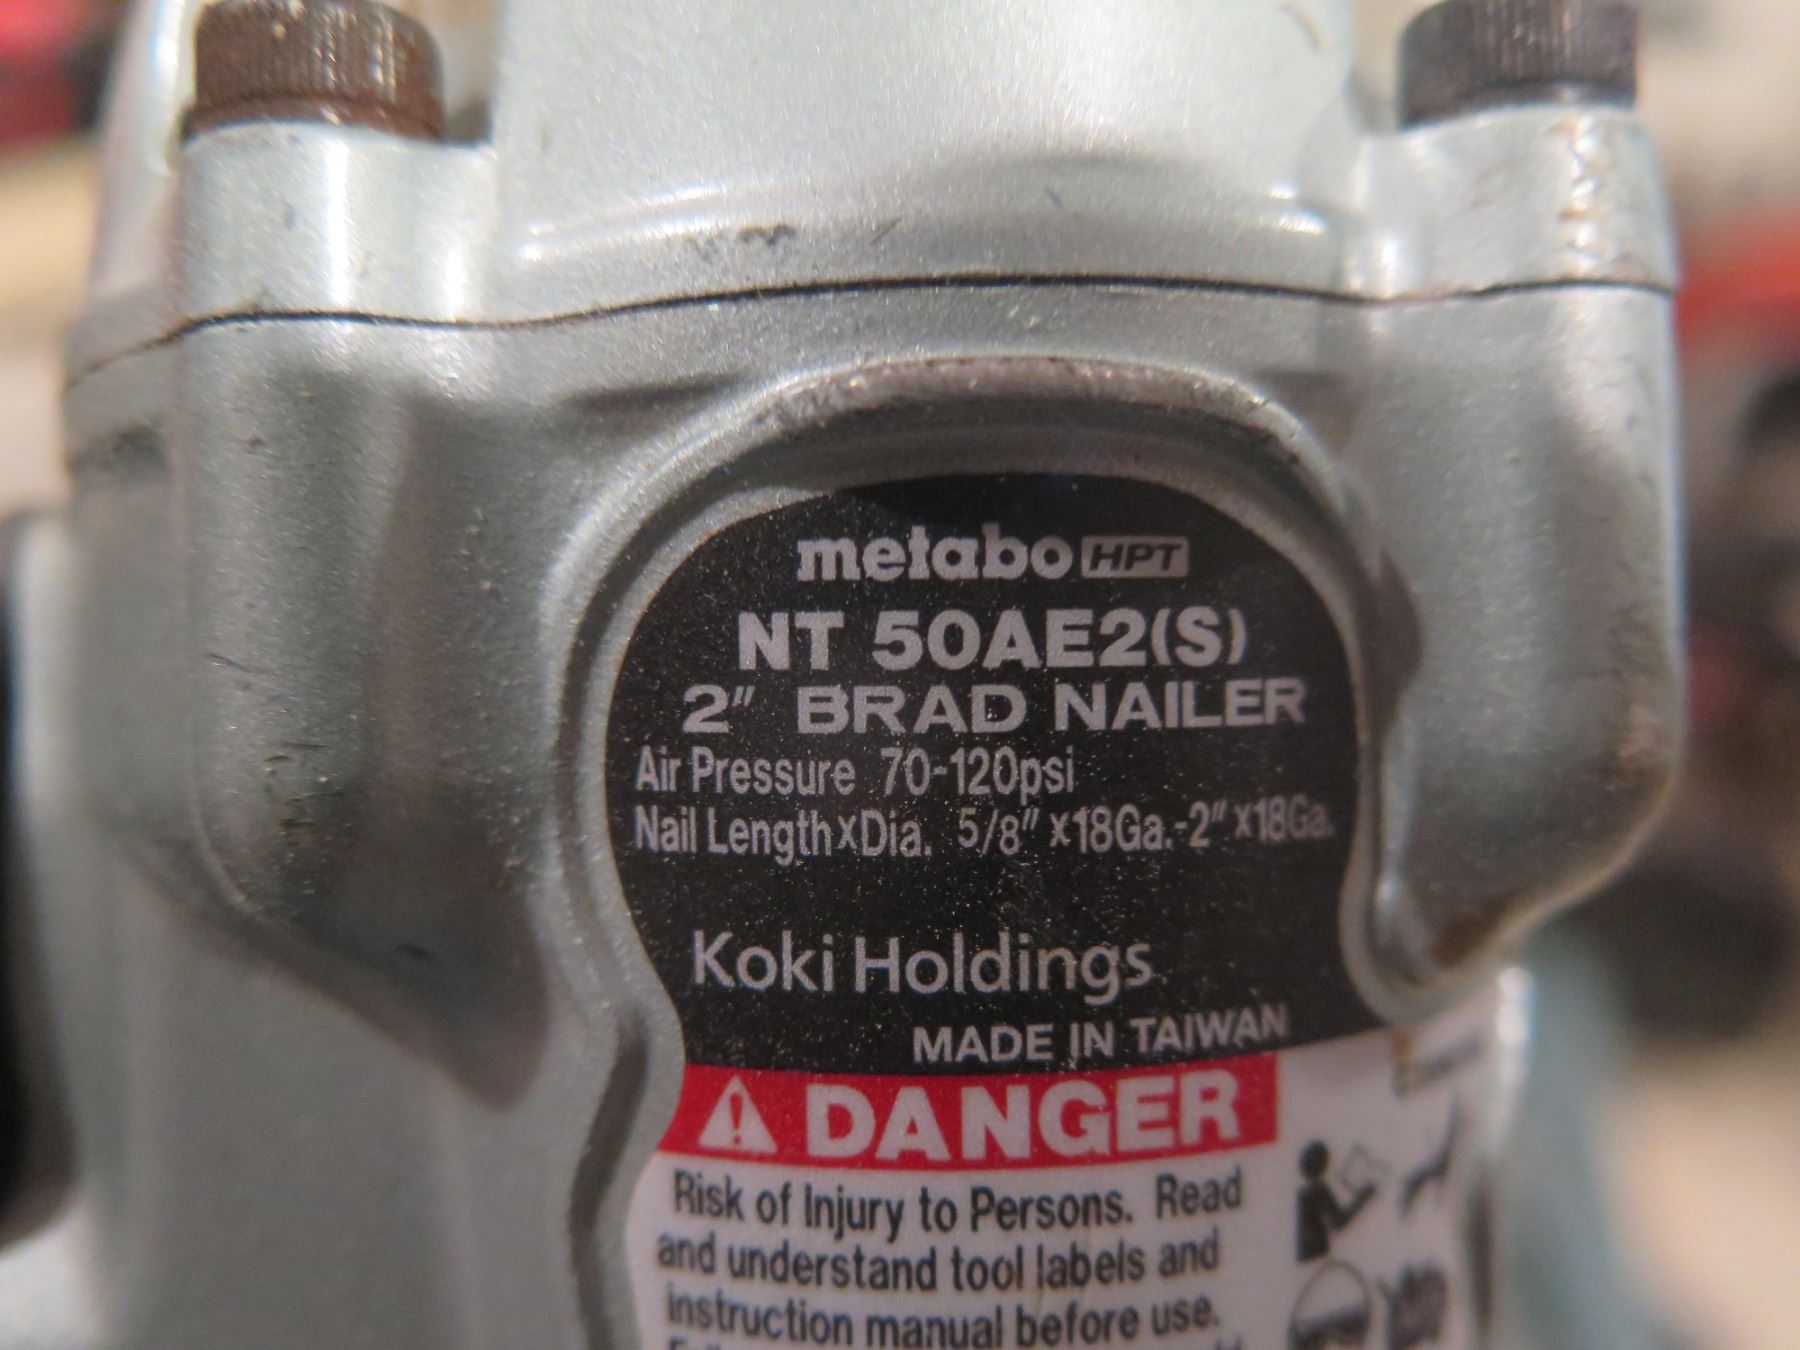 metabo HPT
NT 50AE2(S)
2" BRAD NAILER
Air Pressure 70-120psi
Nail Length×Dia. 5/8" ×18Ga.-2" ×18Ga.
Koki Holdings
MADE IN TAIWAN
DANGER
Risk of Injury to Persons. Read
and understand tool labels and
instruction manual before use.